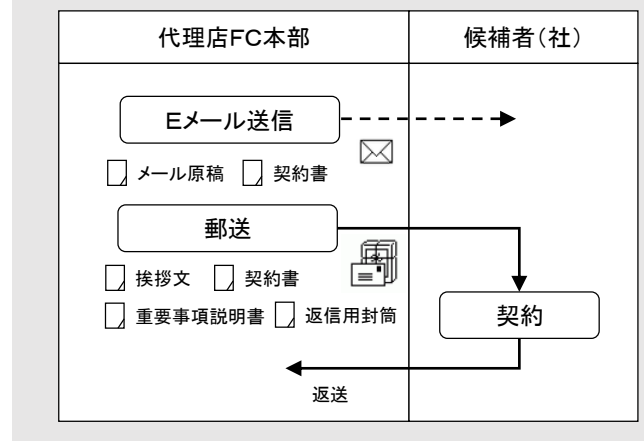 代理店FC本部
候補者（社）
Eメール送信
メール原稿 契約書
郵送
挨拶文 契約書
重要事項説明書 返信用封筒
契約
返送